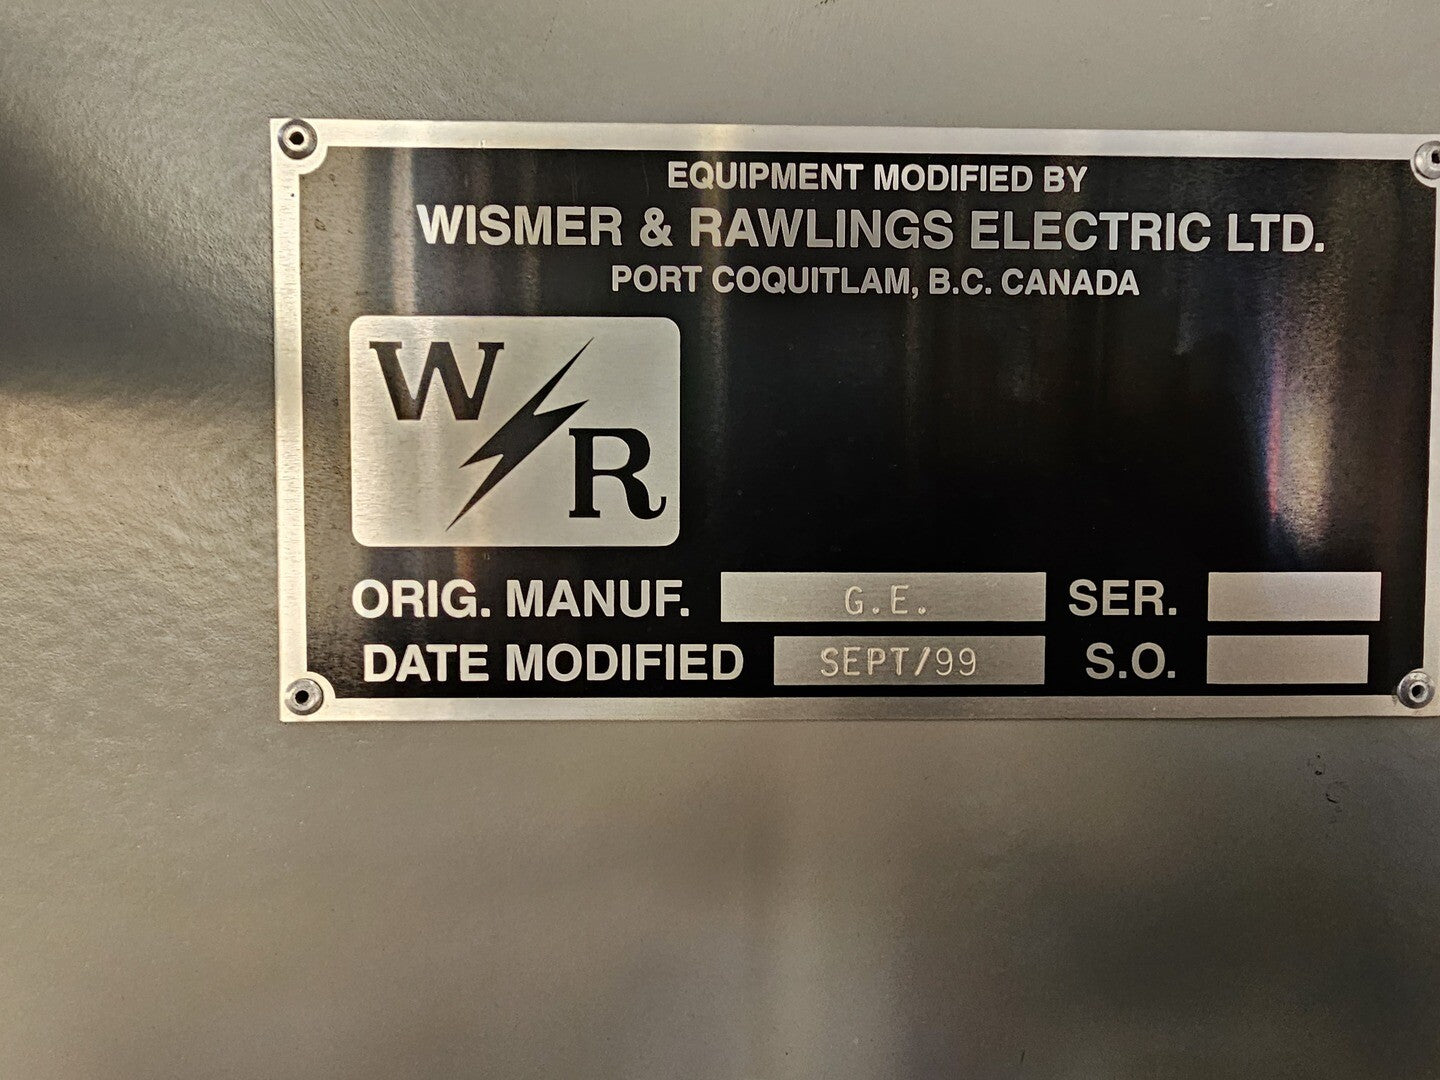 EQUIPMENT MODIFIED BY
WISMER & RAWLINGS ELECTRIC LTD.
PORT COQUITLAM, B.C. CANADA
W R
ORIG. MANUF. G.E. SER.
DATE MODIFIED SEPT/99 S.O.